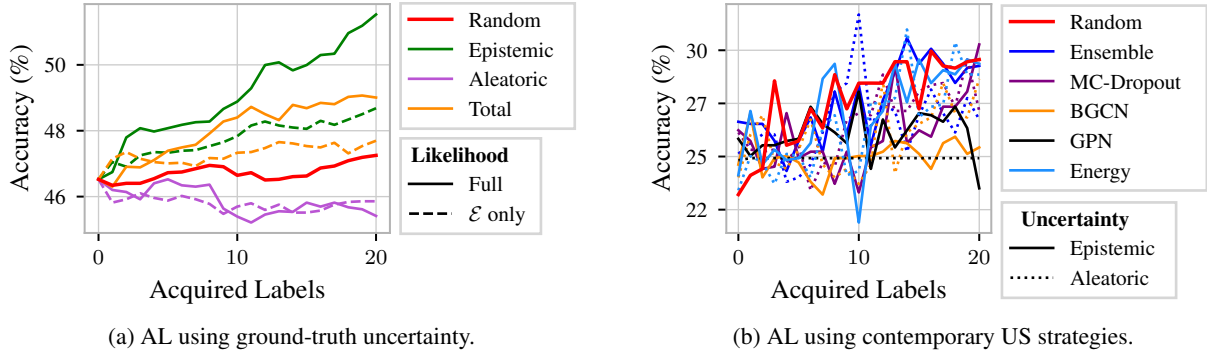 Accuracy (%)
50
48
46
0
10
20
Acquired Labels
Random
Epistemic
Aleatoric
Total
Likelihood
Full
ℰ only
(a) AL using ground-truth uncertainty.
Accuracy (%)
30
27
25
22
0
10
20
Acquired Labels
Random
Ensemble
MC-Dropout
BGCN
GPN
Energy
Uncertainty
Epistemic
Aleatoric
(b) AL using contemporary US strategies.